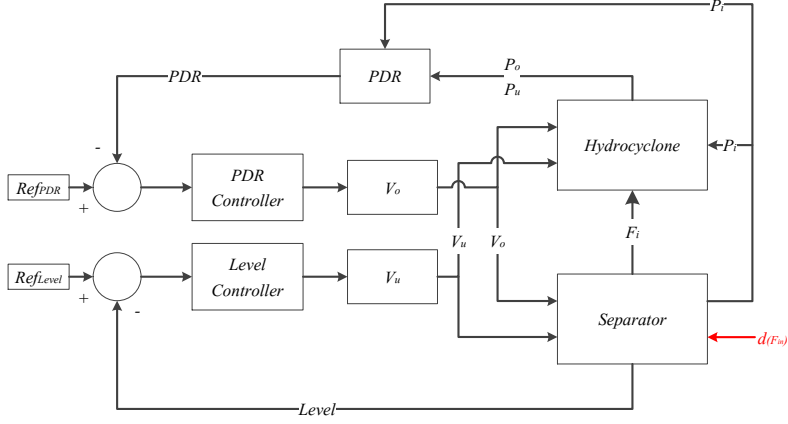 Pi
PDR
PDR
Po
Pu
Hydrocyclone
Pi
-
RefPDR
+
PDR
Controller
Vo
Fi
Vu
Vo
RefLevel
+
-
Level
Controller
Vu
Separator
d(Fin)
Level